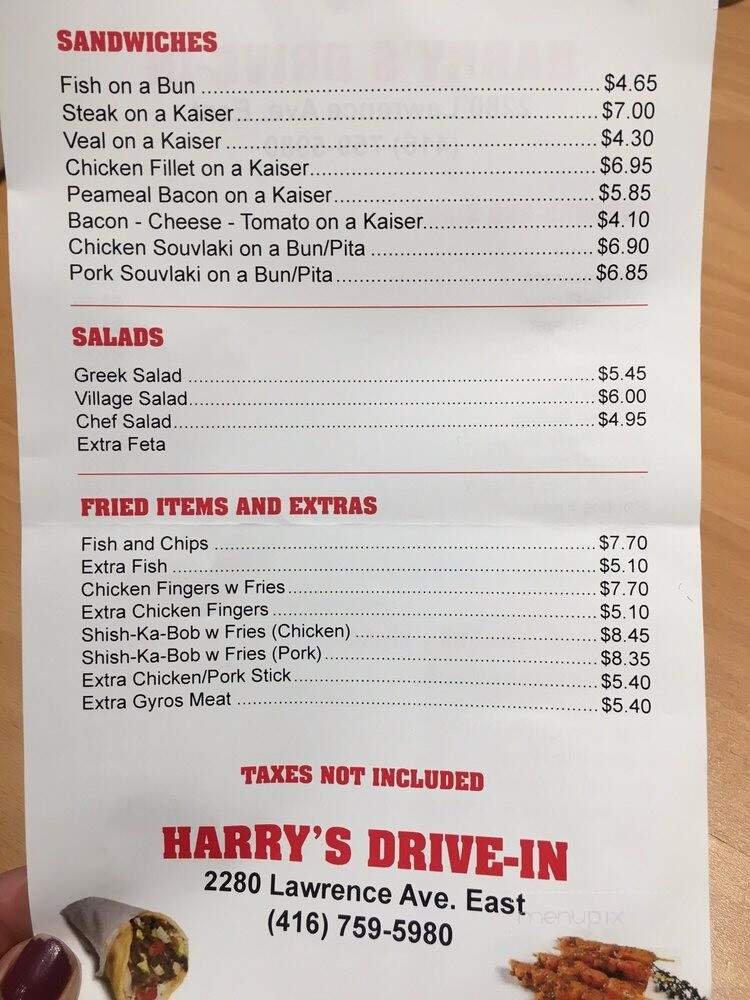 SANDWICHES
Fish on a Bun ........ $4.65
Steak on a Kaiser ........ $7.00
Veal on a Kaiser ........ $4.30
Chicken Fillet on a Kaiser ........ $6.95
Peameal Bacon on a Kaiser ........ $5.85
Bacon - Cheese - Tomato on a Kaiser ........ $4.10
Chicken Souvlaki on a Bun/Pita ........ $6.90
Pork Souvlaki on a Bun/Pita ........ $6.85
SALADS
Greek Salad ........ $5.45
Village Salad ........ $6.00
Chef Salad ........ $4.95
Extra Feta
FRIED ITEMS AND EXTRAS
Fish and Chips ........ $7.70
Extra Fish ........ $5.10
Chicken Fingers w Fries ........ $7.70
Extra Chicken Fingers ........ $5.10
Shish-Ka-Bob w Fries (Chicken) ........ $8.45
Shish-Ka-Bob w Fries (Pork) ........ $8.35
Extra Chicken/Pork Stick ........ $5.40
Extra Gyros Meat ........ $5.40
TAXES NOT INCLUDED
HARRY'S DRIVE-IN
2280 Lawrence Ave. East
(416) 759-5980
menupix